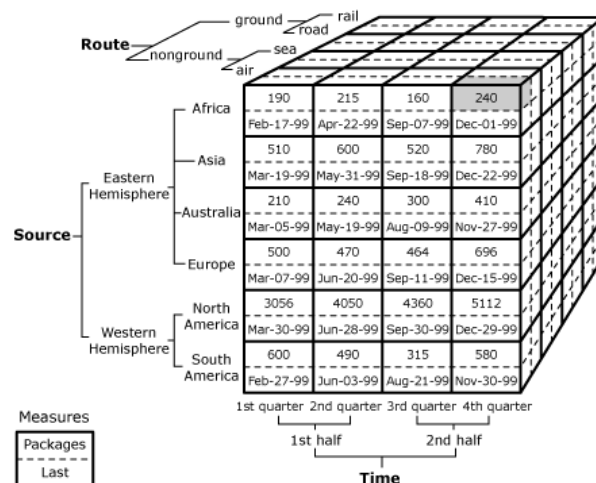 ground
rail
road
Route
nonground
sea
air
190 215 160 240
Africa
Feb-17-99 Apr-22-99 Sep-07-99 Dec-01-99
510 600 520 780
Asia
Mar-19-99 May-31-99 Sep-18-99 Dec-22-99
Eastern
Hemisphere
210 240 300 410
Australia
Mar-05-99 May-19-99 Aug-09-99 Nov-27-99
Source
500 470 464 696
Europe
Mar-07-99 Jun-20-99 Sep-11-99 Dec-15-99
3056 4050 4360 5112
North
America
Mar-30-99 Jun-28-99 Sep-30-99 Dec-29-99
Western
Hemisphere
600 490 315 580
South
America
Feb-27-99 Jun-03-99 Aug-21-99 Nov-30-99
1st quarter 2nd quarter 3rd quarter 4th quarter
1st half 2nd half
Time
Measures
Packages
Last